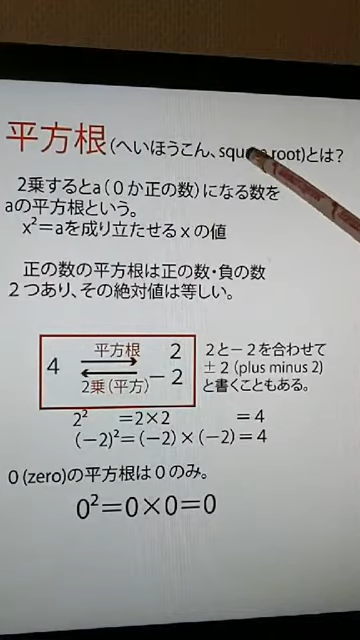 平方根(へいほうこん、square root)とは?
2乗するとa(0か正の数)になる数を
aの平方根という。
x²=aを成り立たせるxの値
正の数の平方根は正の数・負の数
2つあり、その絶対値は等しい。
4 平方根 2
2乗(平方) −2
2と−2を合わせて
±2 (plus minus 2)
と書くこともある。
2² =2×2 =4
(−2)²=(−2)×(−2)=4
0(zero)の平方根は0のみ。
0²=0×0=0